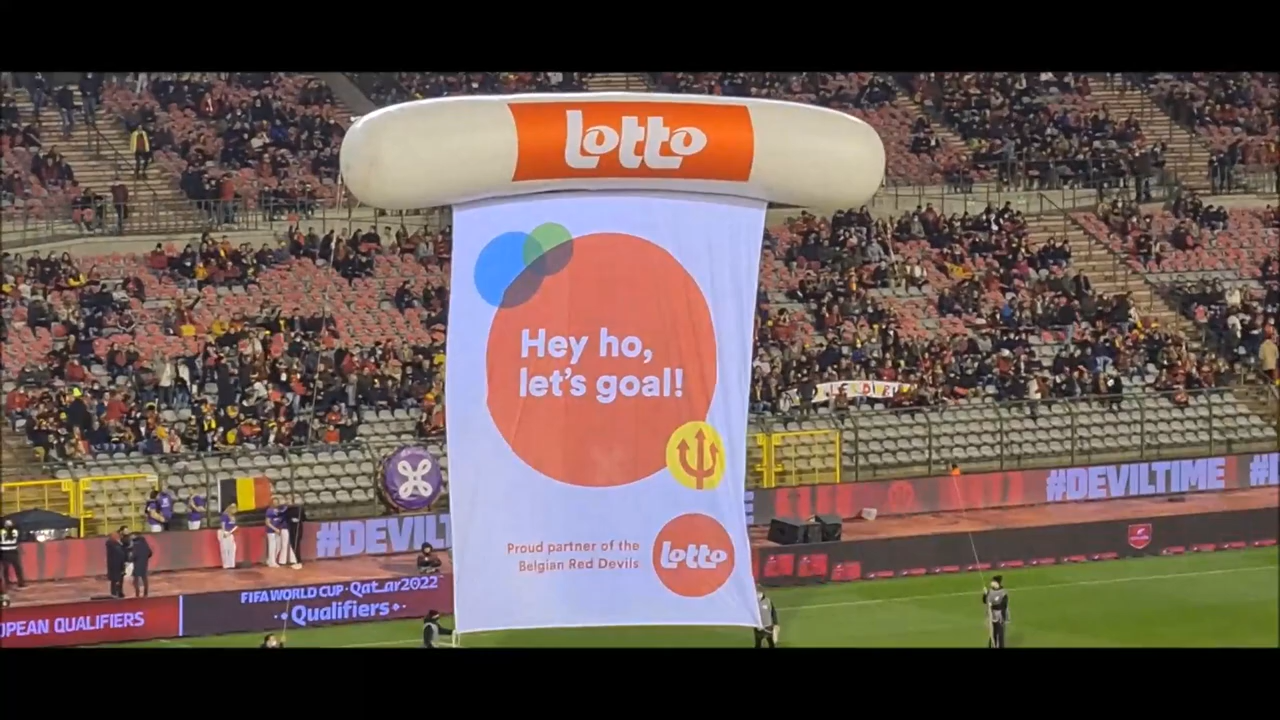 Lotto
Hey ho,
let's goal!
Proud partner of the
Belgian Red Devils
Lotto
#DEVILTIME
#DEVILT
FIFA WORLD CUP · Qatar2022
Qualifiers
OPEAN QUALIFIERS